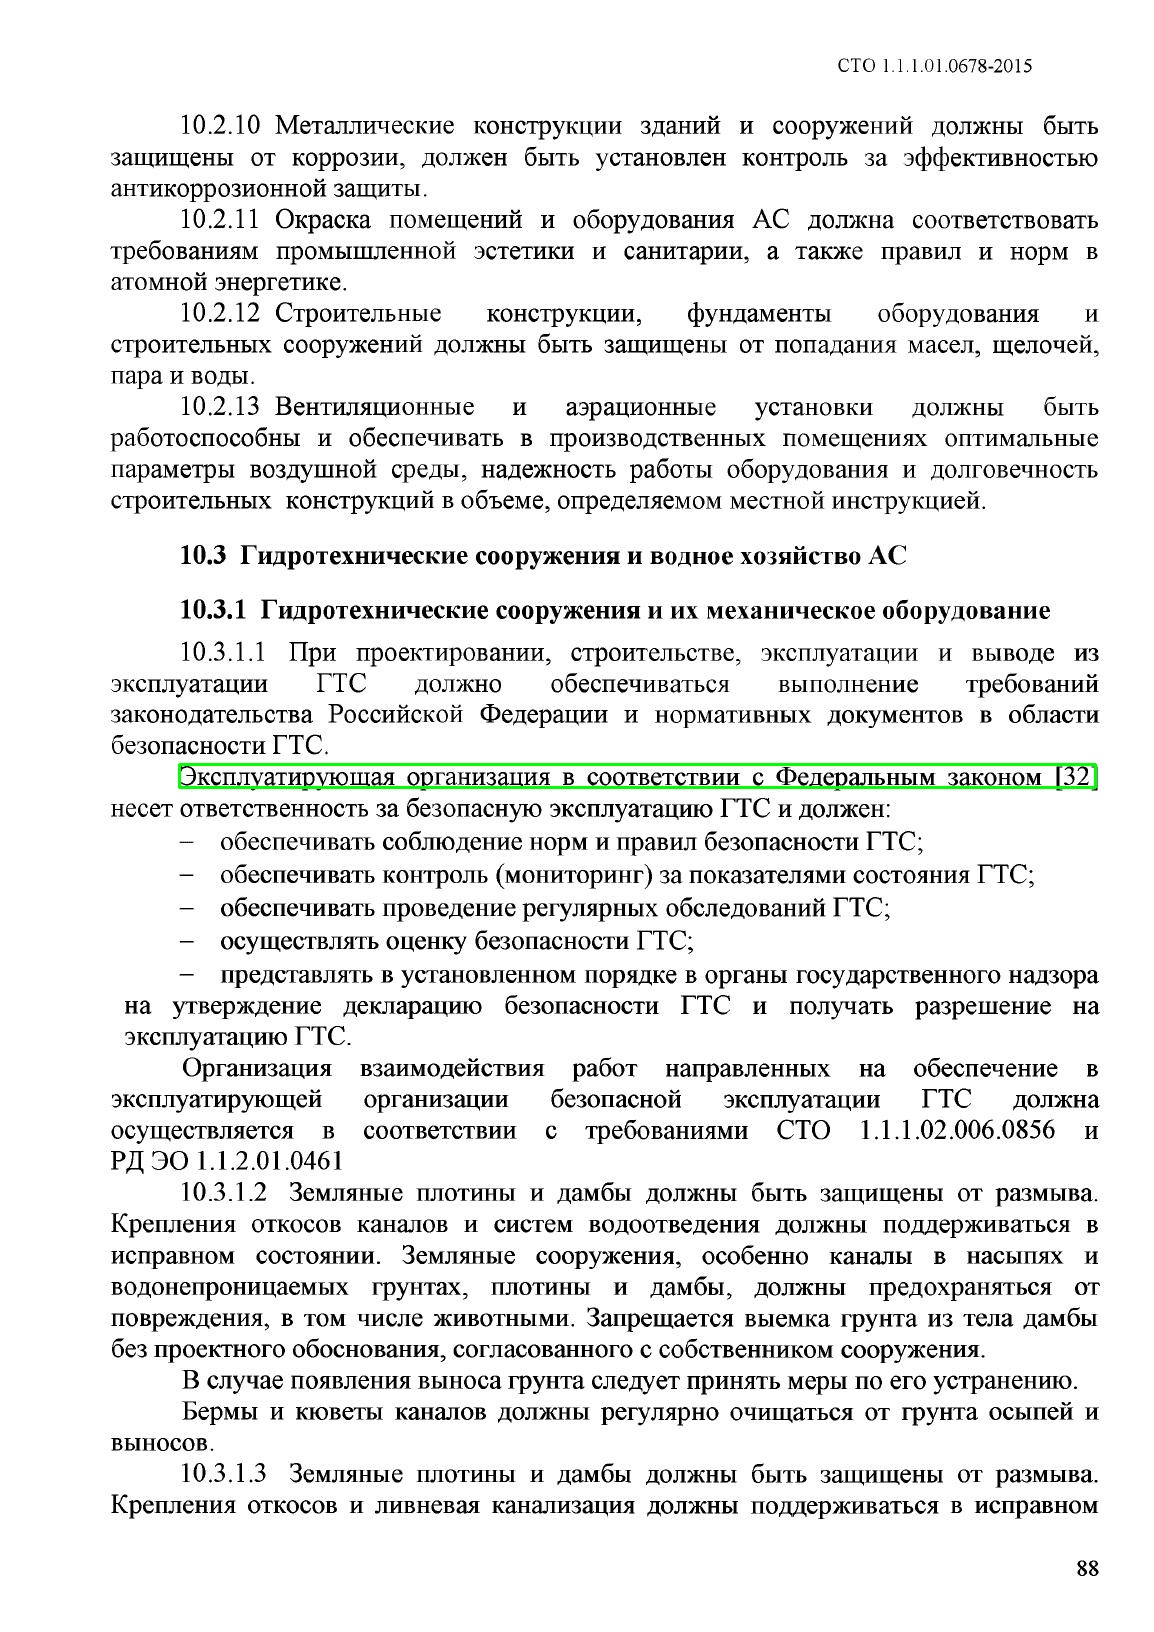 СТО 1.1.1.01.0678-2015
10.2.10 Металлические конструкции зданий и сооружений должны быть
защищены от коррозии, должен быть установлен контроль за эффективностью
антикоррозионной защиты.
10.2.11 Окраска помещений и оборудования АС должна соответствовать
требованиям промышленной эстетики и санитарии, а также правил и норм в
атомной энергетике.
10.2.12 Строительные конструкции, фундаменты оборудования и
строительных сооружений должны быть защищены от попадания масел, щелочей,
пара и воды.
10.2.13 Вентиляционные и аэрационные установки должны быть
работоспособны и обеспечивать в производственных помещениях оптимальные
параметры воздушной среды, надежность работы оборудования и долговечность
строительных конструкций в объеме, определяемом местной инструкцией.
10.3 Гидротехнические сооружения и водное хозяйство АС
10.3.1 Гидротехнические сооружения и их механическое оборудование
10.3.1.1 При проектировании, строительстве, эксплуатации и выводе из
эксплуатации ГТС должно обеспечиваться выполнение требований
законодательства Российской Федерации и нормативных документов в области
безопасности ГТС.
Эксплуатирующая организация в соответствии с Федеральным законом [32]
несет ответственность за безопасную эксплуатацию ГТС и должен:
– обеспечивать соблюдение норм и правил безопасности ГТС;
– обеспечивать контроль (мониторинг) за показателями состояния ГТС;
– обеспечивать проведение регулярных обследований ГТС;
– осуществлять оценку безопасности ГТС;
– представлять в установленном порядке в органы государственного надзора
на утверждение декларацию безопасности ГТС и получать разрешение на
эксплуатацию ГТС.
Организация взаимодействия работ направленных на обеспечение в
эксплуатирующей организации безопасной эксплуатации ГТС должна
осуществляется в соответствии с требованиями СТО 1.1.1.02.006.0856 и
РД ЭО 1.1.2.01.0461
10.3.1.2 Земляные плотины и дамбы должны быть защищены от размыва.
Крепления откосов каналов и систем водоотведения должны поддерживаться в
исправном состоянии. Земляные сооружения, особенно каналы в насыпях и
водонепроницаемых грунтах, плотины и дамбы, должны предохраняться от
повреждения, в том числе животными. Запрещается выемка грунта из тела дамбы
без проектного обоснования, согласованного с собственником сооружения.
В случае появления выноса грунта следует принять меры по его устранению.
Бермы и кюветы каналов должны регулярно очищаться от грунта осыпей и
выносов.
10.3.1.3 Земляные плотины и дамбы должны быть защищены от размыва.
Крепления откосов и ливневая канализация должны поддерживаться в исправном
88